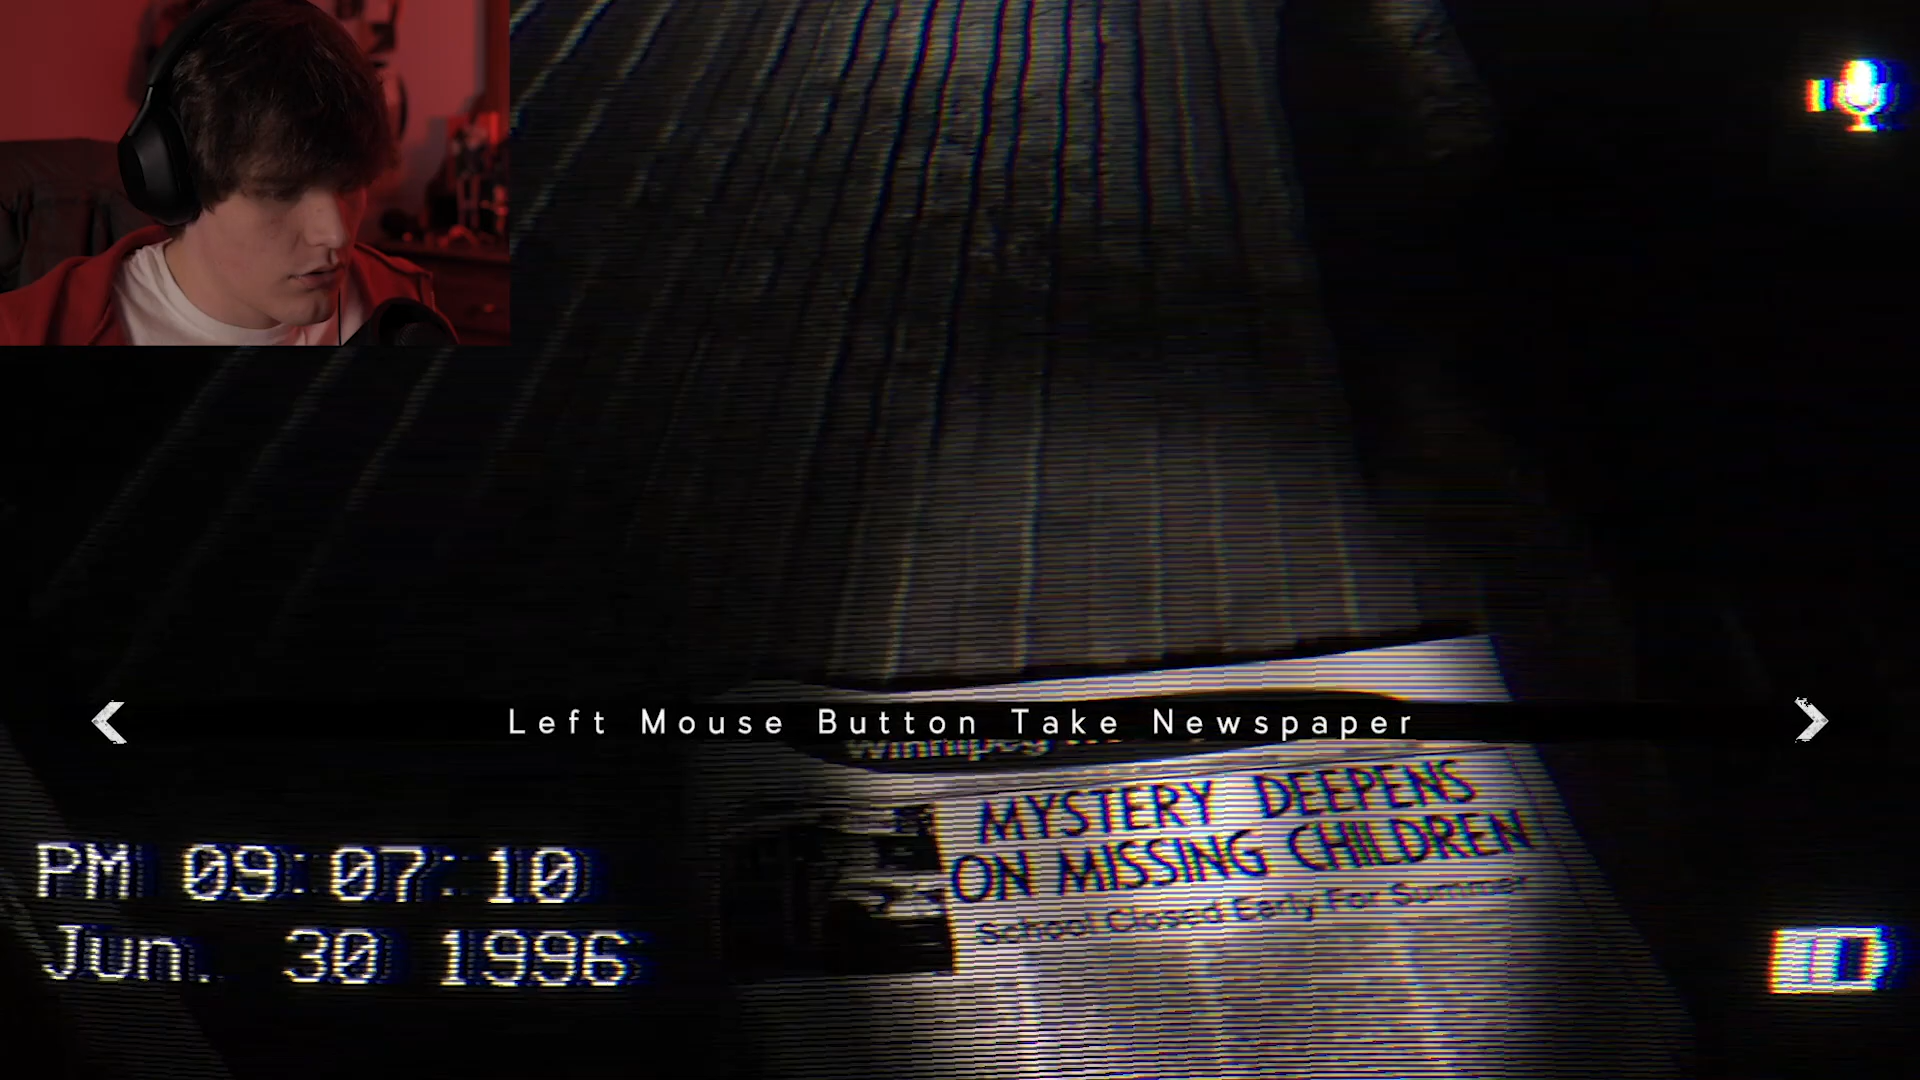 Left Mouse Button Take Newspaper
Winnipeg
MYSTERY DEEPENS
ON MISSING CHILDREN
School Closed Early For Summer
PM 09:07:10
Jun. 30 1996